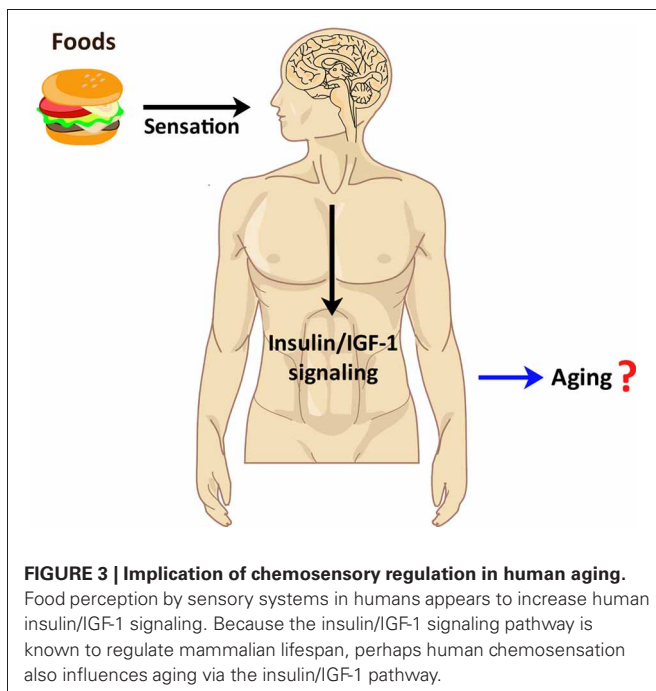 Foods
Sensation
Insulin/IGF-1
signaling
Aging ?
FIGURE 3 | Implication of chemosensory regulation in human aging.
Food perception by sensory systems in humans appears to increase human
insulin/IGF-1 signaling. Because the insulin/IGF-1 signaling pathway is
known to regulate mammalian lifespan, perhaps human chemosensation
also influences aging via the insulin/IGF-1 pathway.